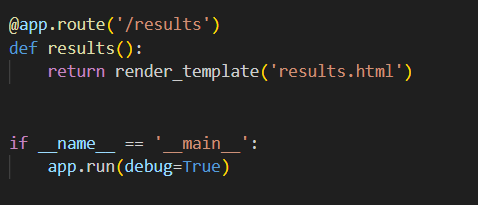 @app.route('/results')
def results():
    return render_template('results.html')
if __name__ == '__main__':
    app.run(debug=True)